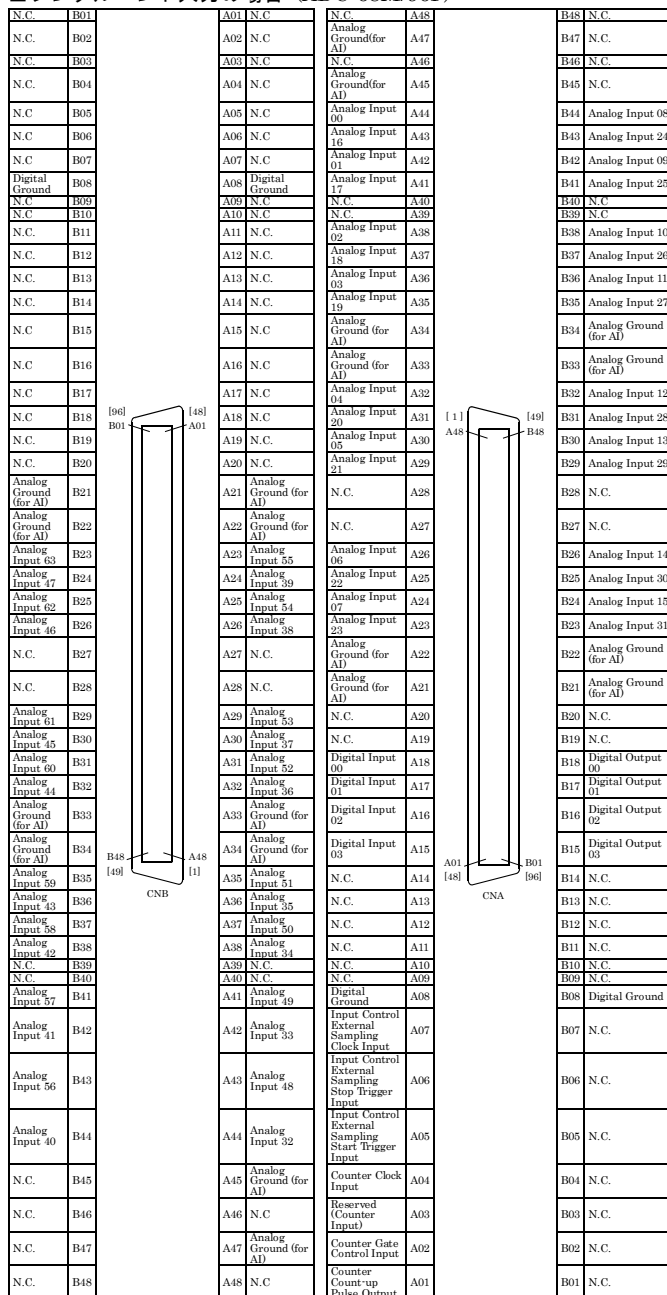 シングルエンド入力の場合
N.C. B01 A01 N.C
N.C. B02 A02 N.C
N.C. B03 A03 N.C
N.C. B04 A04 N.C
N.C B05 A05 N.C
N.C B06 A06 N.C
N.C B07 A07 N.C
Digital Ground B08 A08 Digital Ground
N.C B09 A09 N.C
N.C B10 A10 N.C
N.C. B11 A11 N.C.
N.C. B12 A12 N.C.
N.C. B13 A13 N.C.
N.C. B14 A14 N.C.
N.C B15 A15 N.C
N.C B16 A16 N.C
N.C B17 A17 N.C
N.C B18 A18 N.C
N.C. B19 A19 N.C.
N.C. B20 A20 N.C.
Analog Ground (for AI) B21 A21 Analog Ground (for AI)
Analog Ground (for AI) B22 A22 Analog Ground (for AI)
Analog Input 63 B23 A23 Analog Input 55
Analog Input 47 B24 A24 Analog Input 39
Analog Input 62 B25 A25 Analog Input 54
Analog Input 46 B26 A26 Analog Input 38
N.C. B27 A27 N.C.
N.C. B28 A28 N.C.
Analog Input 61 B29 A29 Analog Input 53
Analog Input 45 B30 A30 Analog Input 37
Analog Input 60 B31 A31 Analog Input 52
Analog Input 44 B32 A32 Analog Input 36
Analog Ground (for AI) B33 A33 Analog Ground (for AI)
Analog Ground (for AI) B34 A34 Analog Ground (for AI)
Analog Input 59 B35 A35 Analog Input 51
Analog Input 43 B36 A36 Analog Input 35
Analog Input 58 B37 A37 Analog Input 50
Analog Input 42 B38 A38 Analog Input 34
N.C. B39 A39 N.C.
N.C. B40 A40 N.C.
Analog Input 57 B41 A41 Analog Input 49
Analog Input 41 B42 A42 Analog Input 33
Analog Input 56 B43 A43 Analog Input 48
Analog Input 40 B44 A44 Analog Input 32
N.C. B45 A45 Analog Ground (for AI)
N.C. B46 A46 N.C
N.C. B47 A47 Analog Ground (for AI)
N.C. B48 A48 N.C
[96] [48]
B01 A01
B48 A48
[49] [1]
CNB
N.C. A48 B48 N.C.
Analog Ground(for AI) A47 B47 N.C.
N.C. A46 B46 N.C.
Analog Ground(for AI) A45 B45 N.C.
Analog Input 00 A44 B44 Analog Input 08
Analog Input 16 A43 B43 Analog Input 24
Analog Input 01 A42 B42 Analog Input 09
Analog Input 17 A41 B41 Analog Input 25
N.C. A40 B40 N.C
N.C. A39 B39 N.C
Analog Input 02 A38 B38 Analog Input 10
Analog Input 18 A37 B37 Analog Input 26
Analog Input 03 A36 B36 Analog Input 11
Analog Input 19 A35 B35 Analog Input 27
Analog Ground (for AI) A34 B34 Analog Ground (for AI)
Analog Ground (for AI) A33 B33 Analog Ground (for AI)
Analog Input 04 A32 B32 Analog Input 12
Analog Input 20 A31 B31 Analog Input 28
Analog Input 05 A30 B30 Analog Input 13
Analog Input 21 A29 B29 Analog Input 29
N.C. A28 B28 N.C.
N.C. A27 B27 N.C.
Analog Input 06 A26 B26 Analog Input 14
Analog Input 22 A25 B25 Analog Input 30
Analog Input 07 A24 B24 Analog Input 15
Analog Input 23 A23 B23 Analog Input 31
Analog Ground (for AI) A22 B22 Analog Ground (for AI)
Analog Ground (for AI) A21 B21 Analog Ground (for AI)
N.C. A20 B20 N.C.
N.C. A19 B19 N.C.
Digital Input 00 A18 B18 Digital Output 00
Digital Input 01 A17 B17 Digital Output 01
Digital Input 02 A16 B16 Digital Output 02
Digital Input 03 A15 B15 Digital Output 03
N.C. A14 B14 N.C.
N.C. A13 B13 N.C.
N.C. A12 B12 N.C.
N.C. A11 B11 N.C.
N.C. A10 B10 N.C.
N.C. A09 B09 N.C.
Digital Ground A08 B08 Digital Ground
Input Control External Sampling Clock Input A07 B07 N.C.
Input Control External Sampling Stop Trigger Input A06 B06 N.C.
Input Control External Sampling Start Trigger Input A05 B05 N.C.
Counter Clock Input A04 B04 N.C.
Reserved (Counter Input) A03 B03 N.C.
Counter Gate Control Input A02 B02 N.C.
Counter Count-up Pulse Output A01 B01 N.C.
[ 1 ] [49]
A48 B48
A01 B01
[48] [96]
CNA